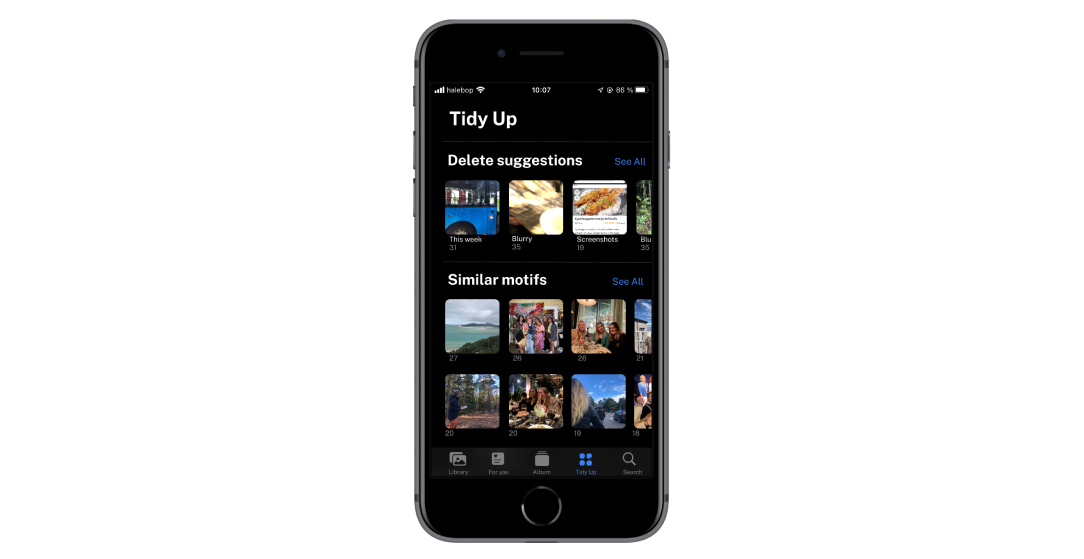 halebop 10:07 86 %
Tidy Up
Delete suggestions See All
This week Blurry Screenshots Blu
31 35 19 35
Similar motifs See All
27 26 26 21
20 20 19 18
Library For you Album Tidy Up Search